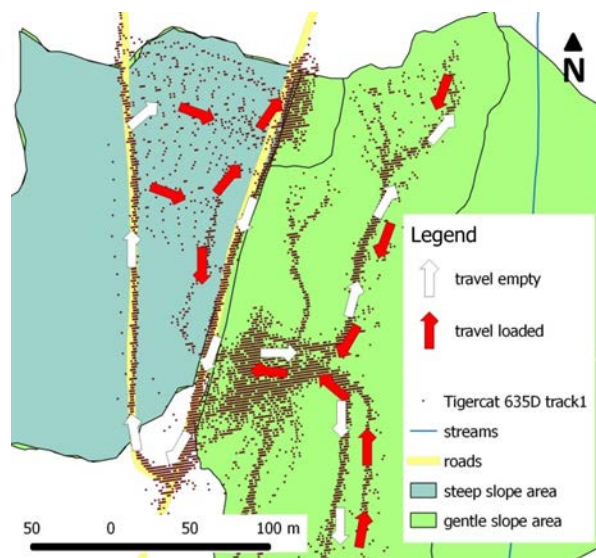 N
Legend
travel empty
travel loaded
Tigercat 635D track1
streams
roads
steep slope area
gentle slope area
50 0 50 100 m